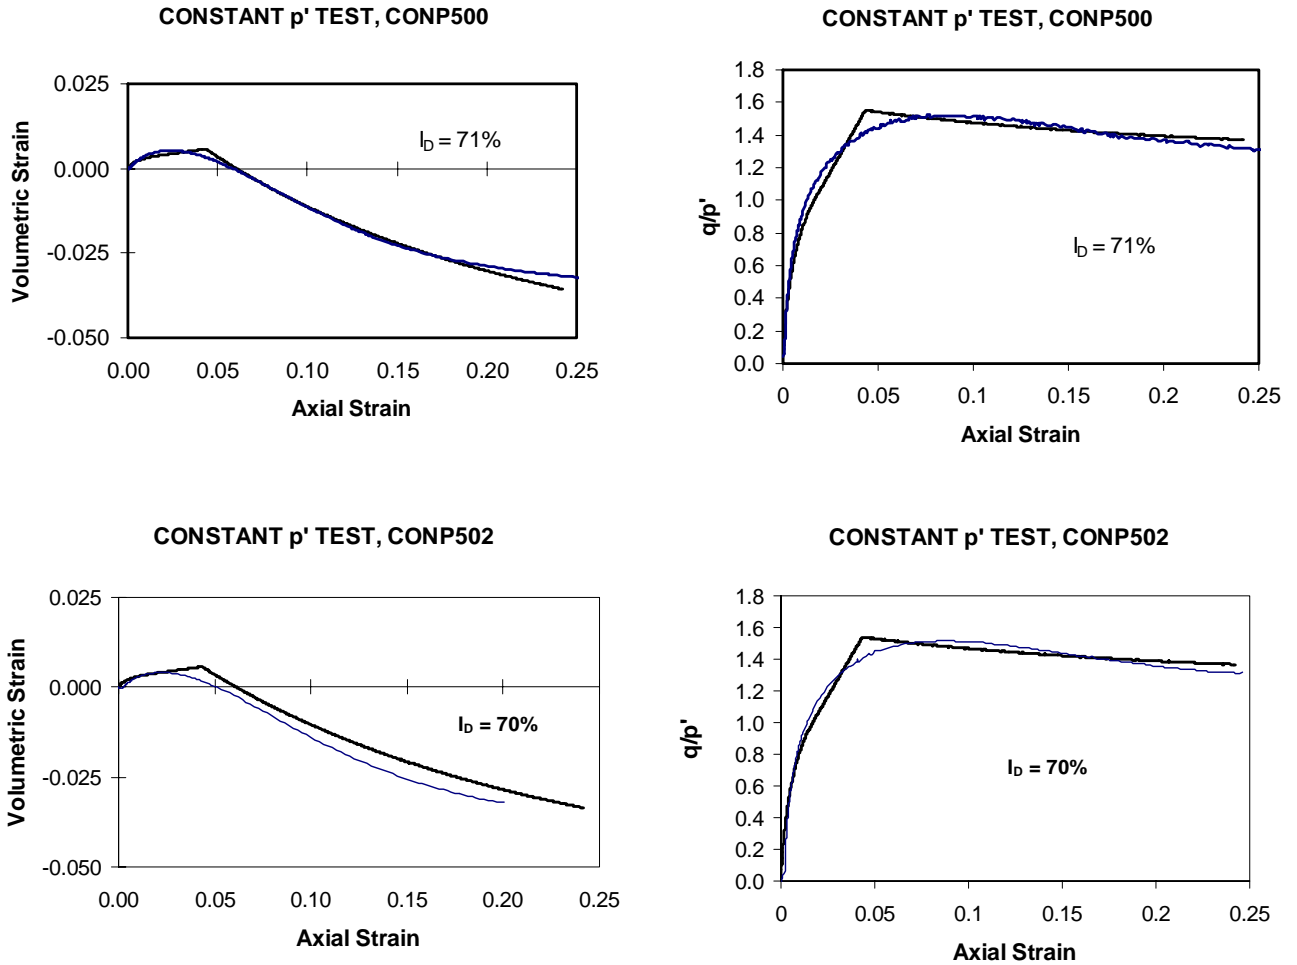 CONSTANT p' TEST, CONP500
0.025
0.000
-0.025
-0.050
Volumetric Strain
I_D = 71%
0.00 0.05 0.10 0.15 0.20 0.25
Axial Strain
CONSTANT p' TEST, CONP500
1.8
1.6
1.4
1.2
1.0
0.8
0.6
0.4
0.2
0.0
q/p'
I_D = 71%
0 0.05 0.1 0.15 0.2 0.25
Axial Strain
CONSTANT p' TEST, CONP502
0.025
0.000
-0.025
-0.050
Volumetric Strain
I_D = 70%
0.00 0.05 0.10 0.15 0.20 0.25
Axial Strain
CONSTANT p' TEST, CONP502
1.8
1.6
1.4
1.2
1.0
0.8
0.6
0.4
0.2
0.0
q/p'
I_D = 70%
0 0.05 0.1 0.15 0.2 0.25
Axial Strain